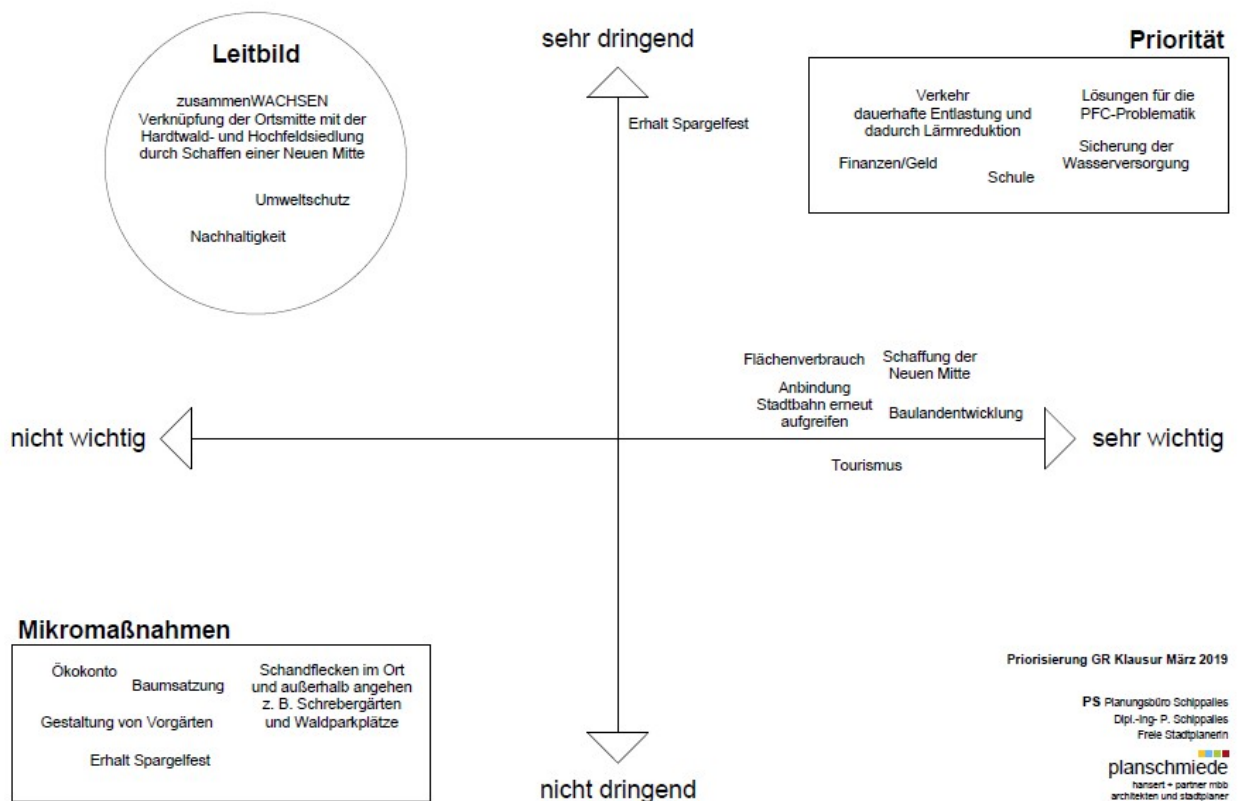 Leitbild
zusammenWACHSEN
Verknüpfung der Ortsmitte mit der
Hardtwald- und Hochfeldsiedlung
durch Schaffen einer Neuen Mitte
Umweltschutz
Nachhaltigkeit
sehr dringend
Erhalt Spargelfest
Priorität
Verkehr
dauerhafte Entlastung und
dadurch Lärmreduktion
Lösungen für die
PFC-Problematik
Sicherung der
Wasserversorgung
Finanzen/Geld
Schule
Flächenverbrauch
Schaffung der
Neuen Mitte
Anbindung
Stadtbahn erneut
aufgreifen
Baulandentwicklung
nicht wichtig
sehr wichtig
Tourismus
Mikromaßnahmen
Ökokonto
Baumsatzung
Schandflecken im Ort
und außerhalb angehen
z. B. Schrebergärten
und Waldparkplätze
Gestaltung von Vorgärten
Erhalt Spargelfest
nicht dringend
Priorisierung GR Klausur März 2019
PS Planungsbüro Schippalies
Dipl.-Ing- P. Schippalies
Freie Stadtplanerin
planschmiede
hansert + partner mbb
architekten und stadtplaner